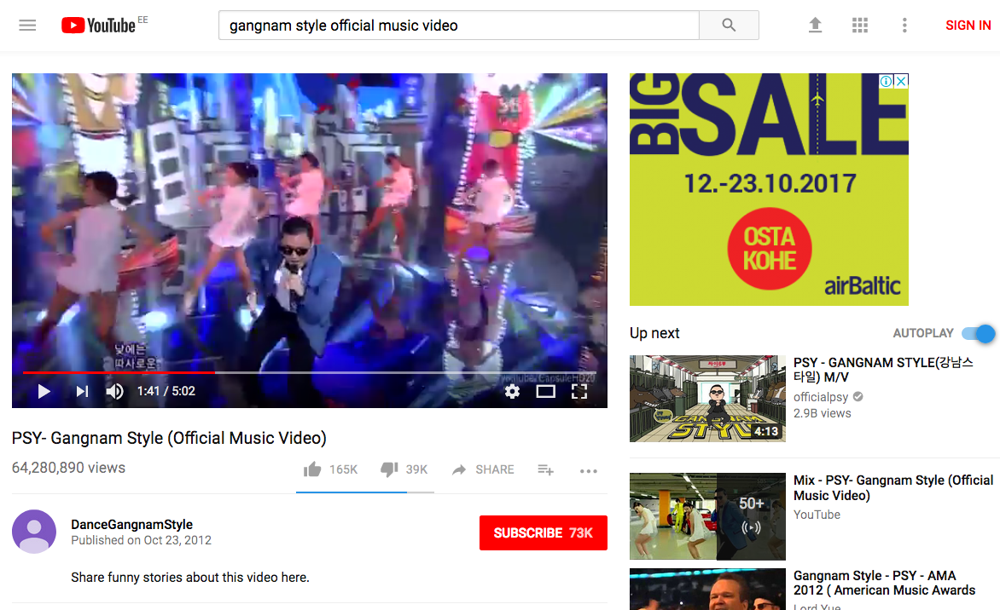 YouTube EE
gangnam style official music video
SIGN IN
낮에는
따사로운
youtube/CapsuleHD20
1:41 / 5:02
PSY- Gangnam Style (Official Music Video)
64,280,890 views
165K
39K
SHARE
DanceGangnamStyle
Published on Oct 23, 2012
SUBSCRIBE 73K
Share funny stories about this video here.
BIG
SALE
12.-23.10.2017
OSTA
KOHE
airBaltic
Up next
AUTOPLAY
GANGNAM
STYLE
4:13
PSY - GANGNAM STYLE(강남스
타일) M/V
officialpsy
2.9B views
50+
Mix - PSY- Gangnam Style (Official
Music Video)
YouTube
Gangnam Style - PSY - AMA
2012 ( American Music Awards
Lord Yue